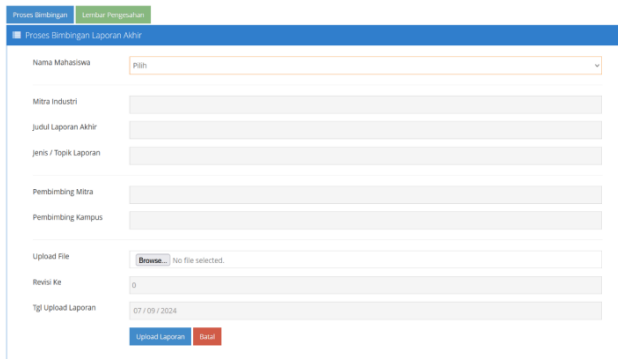 Proses Bimbingan Lembar Pengesahan
Proses Bimbingan Laporan Akhir
Nama Mahasiswa Pilih
Mitra Industri
Judul Laporan Akhir
Jenis / Topik Laporan
Pembimbing Mitra
Pembimbing Kampus
Upload File Browse... No file selected.
Revisi Ke 0
Tgl Upload Laporan 07 / 09 / 2024
Upload Laporan Batal